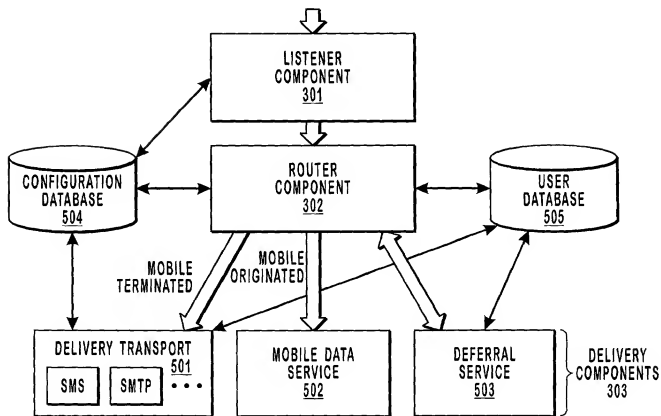 LISTENER
COMPONENT
301
CONFIGURATION
DATABASE
504
ROUTER
COMPONENT
302
USER
DATABASE
505
MOBILE
TERMINATED
MOBILE
ORIGINATED
DELIVERY TRANSPORT
501
SMS
SMTP
• • •
MOBILE DATA
SERVICE
502
DEFERRAL
SERVICE
503
DELIVERY
COMPONENTS
303